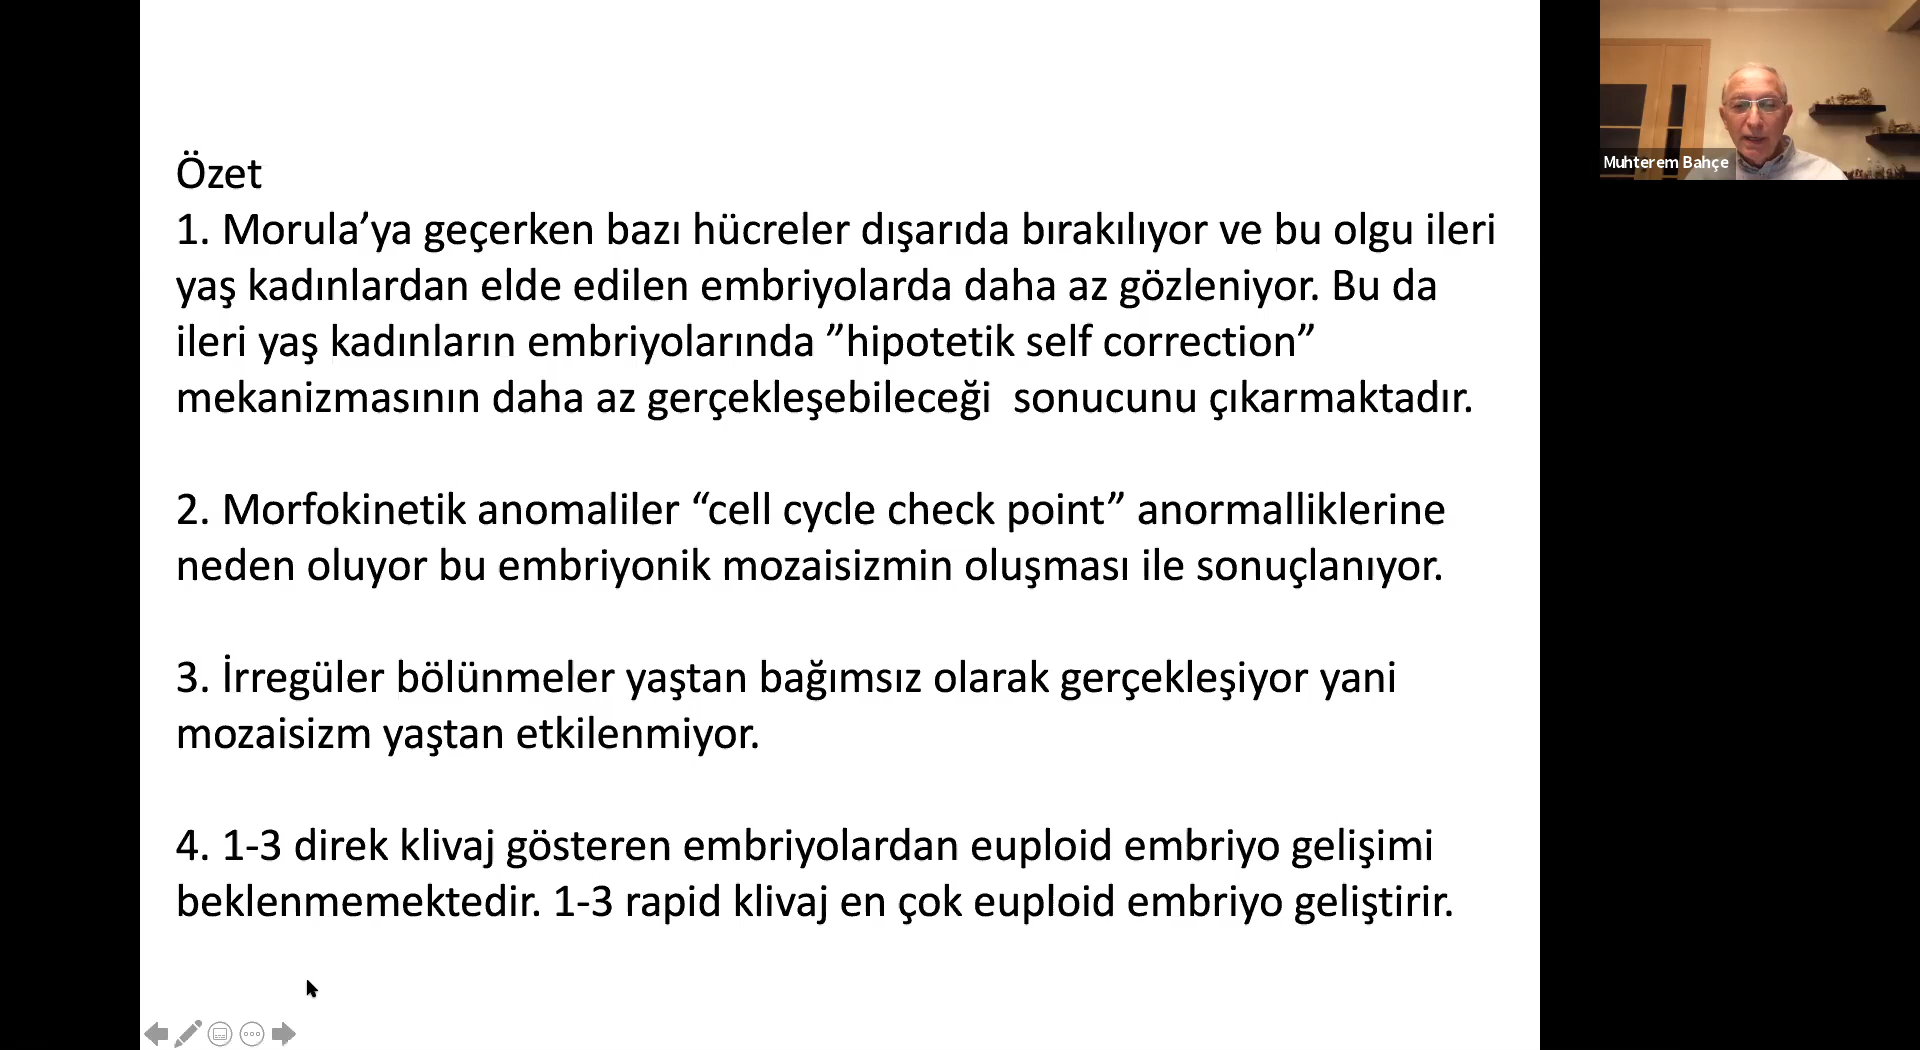 Özet
1. Morula’ya geçerken bazı hücreler dışarıda bırakılıyor ve bu olgu ileri
yaş kadınlardan elde edilen embriyolarda daha az gözleniyor. Bu da
ileri yaş kadınların embriyolarında ”hipotetik self correction”
mekanizmasının daha az gerçekleşebileceği  sonucunu çıkarmaktadır.
2. Morfokinetik anomaliler “cell cycle check point” anormalliklerine
neden oluyor bu embriyonik mozaisizmin oluşması ile sonuçlanıyor.
3. İrregüler bölünmeler yaştan bağımsız olarak gerçekleşiyor yani
mozaisizm yaştan etkilenmiyor.
4. 1-3 direk klivaj gösteren embriyolardan euploid embriyo gelişimi
beklenmemektedir. 1-3 rapid klivaj en çok euploid embriyo geliştirir.
Muhterem Bahçe